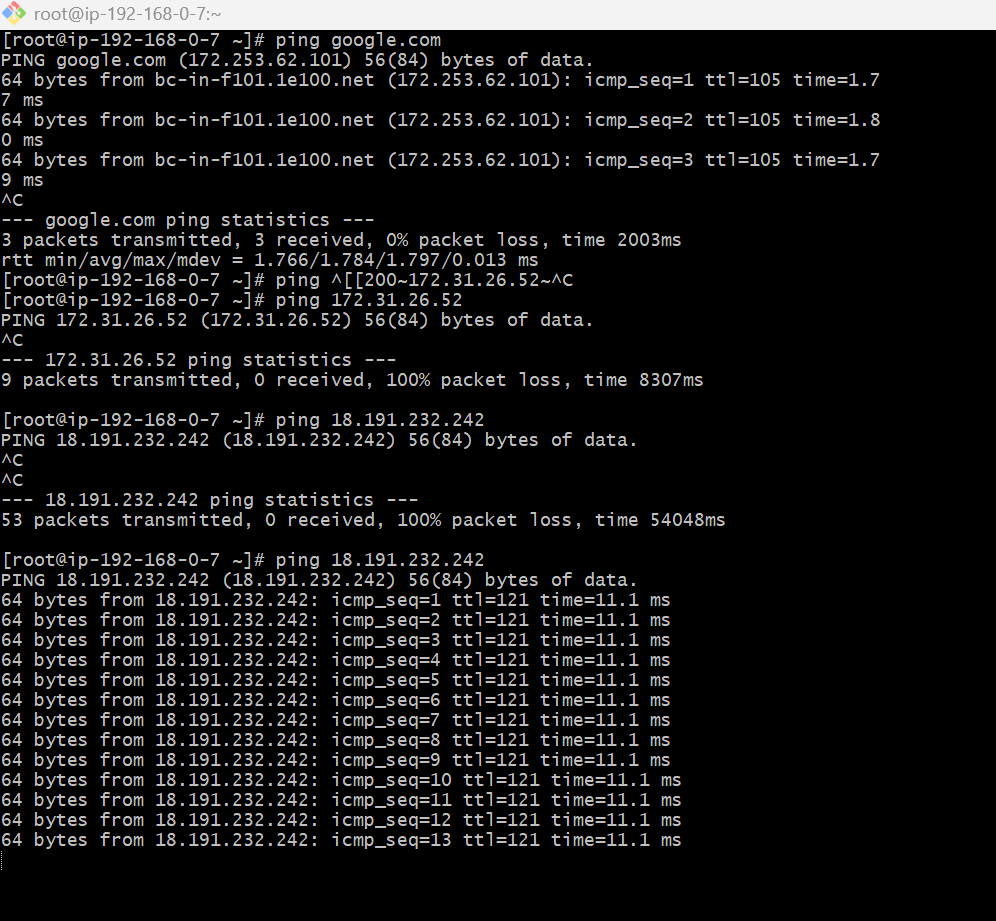 root@ip-192-168-0-7:~
[root@ip-192-168-0-7 ~]# ping google.com
PING google.com (172.253.62.101) 56(84) bytes of data.
64 bytes from bc-in-f101.1e100.net (172.253.62.101): icmp_seq=1 ttl=105 time=1.7
7 ms
64 bytes from bc-in-f101.1e100.net (172.253.62.101): icmp_seq=2 ttl=105 time=1.8
0 ms
64 bytes from bc-in-f101.1e100.net (172.253.62.101): icmp_seq=3 ttl=105 time=1.7
9 ms
^C
--- google.com ping statistics ---
3 packets transmitted, 3 received, 0% packet loss, time 2003ms
rtt min/avg/max/mdev = 1.766/1.784/1.797/0.013 ms
[root@ip-192-168-0-7 ~]# ping ^[[200~172.31.26.52~^C
[root@ip-192-168-0-7 ~]# ping 172.31.26.52
PING 172.31.26.52 (172.31.26.52) 56(84) bytes of data.
^C
--- 172.31.26.52 ping statistics ---
9 packets transmitted, 0 received, 100% packet loss, time 8307ms

[root@ip-192-168-0-7 ~]# ping 18.191.232.242
PING 18.191.232.242 (18.191.232.242) 56(84) bytes of data.
^C
^C
--- 18.191.232.242 ping statistics ---
53 packets transmitted, 0 received, 100% packet loss, time 54048ms

[root@ip-192-168-0-7 ~]# ping 18.191.232.242
PING 18.191.232.242 (18.191.232.242) 56(84) bytes of data.
64 bytes from 18.191.232.242: icmp_seq=1 ttl=121 time=11.1 ms
64 bytes from 18.191.232.242: icmp_seq=2 ttl=121 time=11.1 ms
64 bytes from 18.191.232.242: icmp_seq=3 ttl=121 time=11.1 ms
64 bytes from 18.191.232.242: icmp_seq=4 ttl=121 time=11.1 ms
64 bytes from 18.191.232.242: icmp_seq=5 ttl=121 time=11.1 ms
64 bytes from 18.191.232.242: icmp_seq=6 ttl=121 time=11.1 ms
64 bytes from 18.191.232.242: icmp_seq=7 ttl=121 time=11.1 ms
64 bytes from 18.191.232.242: icmp_seq=8 ttl=121 time=11.1 ms
64 bytes from 18.191.232.242: icmp_seq=9 ttl=121 time=11.1 ms
64 bytes from 18.191.232.242: icmp_seq=10 ttl=121 time=11.1 ms
64 bytes from 18.191.232.242: icmp_seq=11 ttl=121 time=11.1 ms
64 bytes from 18.191.232.242: icmp_seq=12 ttl=121 time=11.1 ms
64 bytes from 18.191.232.242: icmp_seq=13 ttl=121 time=11.1 ms